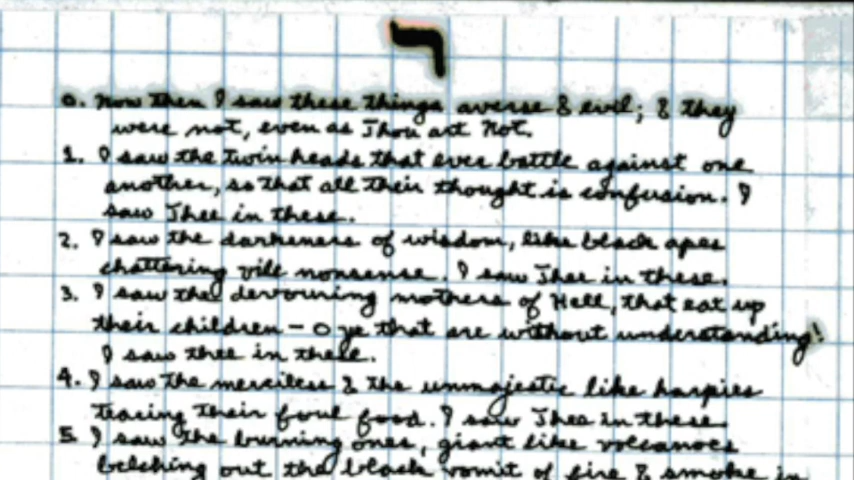 ך
0. Now then I saw these things averse & evil; & they
were not, even as Thou art Not.
1. I saw the twin heads that ever battle against one
another, so that all their thought is confusion. I
saw Thee in these.
2. I saw the darkeners of wisdom, like black apes
chattering vile nonsense. I saw Thee in these.
3. I saw the devouring mothers of Hell, that eat up
their children – O ye that are without understanding!
I saw thee in these.
4. I saw the merciless & the unmajestic like harpies
tearing their foul food. I saw Thee in these.
5. I saw the burning ones, giant like volcanoes
belching out the black vomit of fire & smoke in